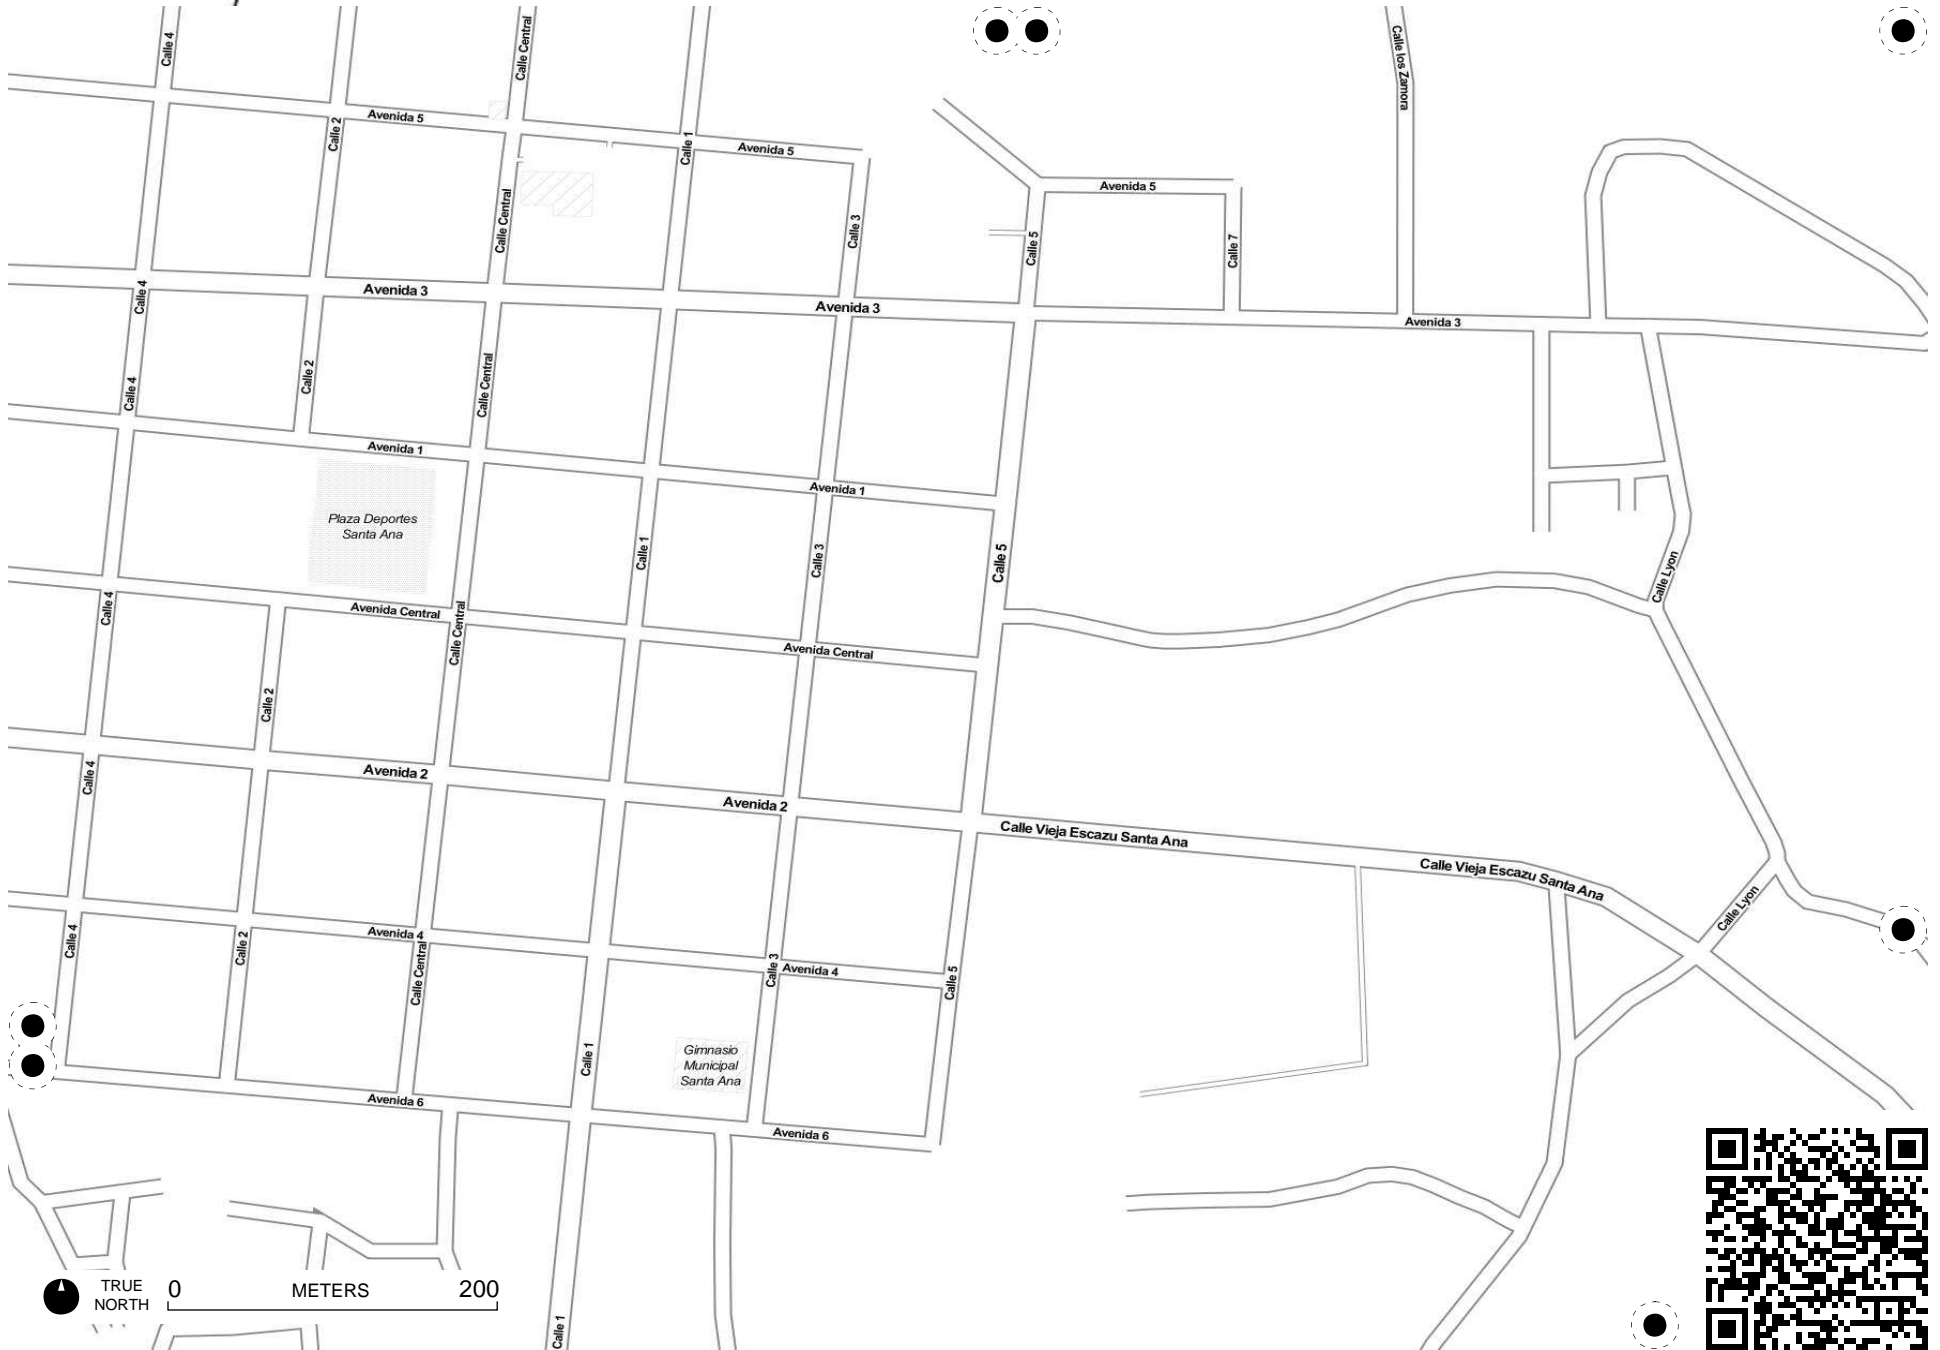 Calle 4
Calle Central
Calle los Zamora
Avenida 5
Calle 2
Calle 1
Avenida 5
Avenida 5
Calle Central
Calle 3
Calle 5
Calle 7
Calle 4
Avenida 3
Avenida 3
Avenida 3
Calle 4
Calle 2
Calle Central
Avenida 1
Avenida 1
Plaza Deportes
Santa Ana
Calle 1
Calle 3
Calle 5
Calle Lyon
Calle 4
Avenida Central
Calle Central
Avenida Central
Calle 2
Calle 4
Avenida 2
Avenida 2
Calle Vieja Escazu Santa Ana
Calle Vieja Escazu Santa Ana
Calle Lyon
Calle 4
Calle 2
Avenida 4
Calle Central
Calle 3
Avenida 4
Calle 5
Calle 1
Gimnasio
Municipal
Santa Ana
Avenida 6
Avenida 6
TRUE
NORTH
0 METERS 200
Calle 1